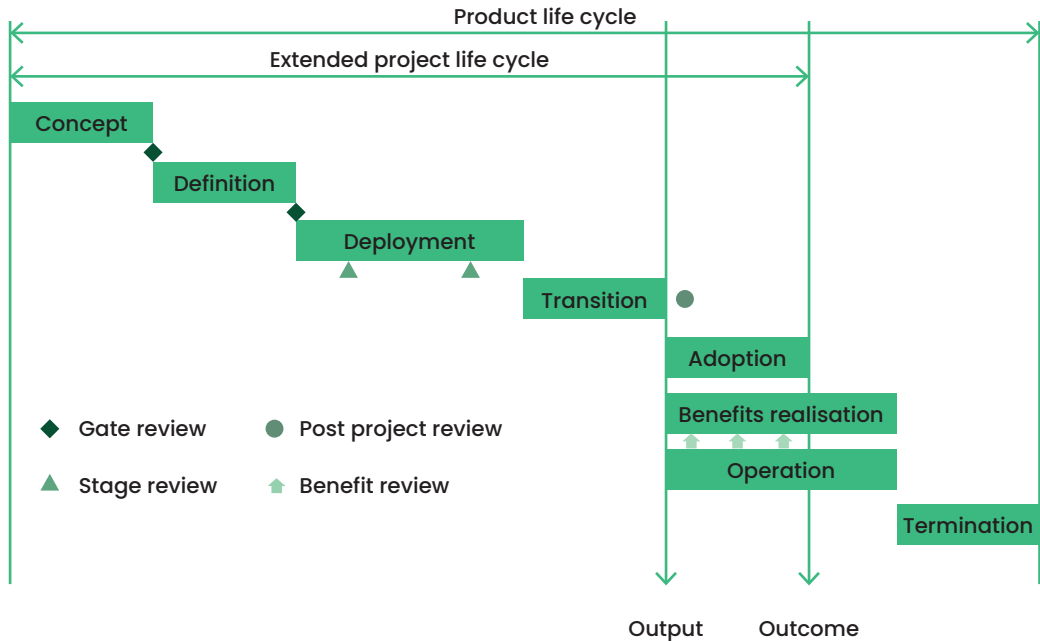 Product life cycle
Extended project life cycle
Concept
Definition
Deployment
Transition
Adoption
Benefits realisation
Operation
Termination
Gate review
Post project review
Stage review
Benefit review
Output
Outcome